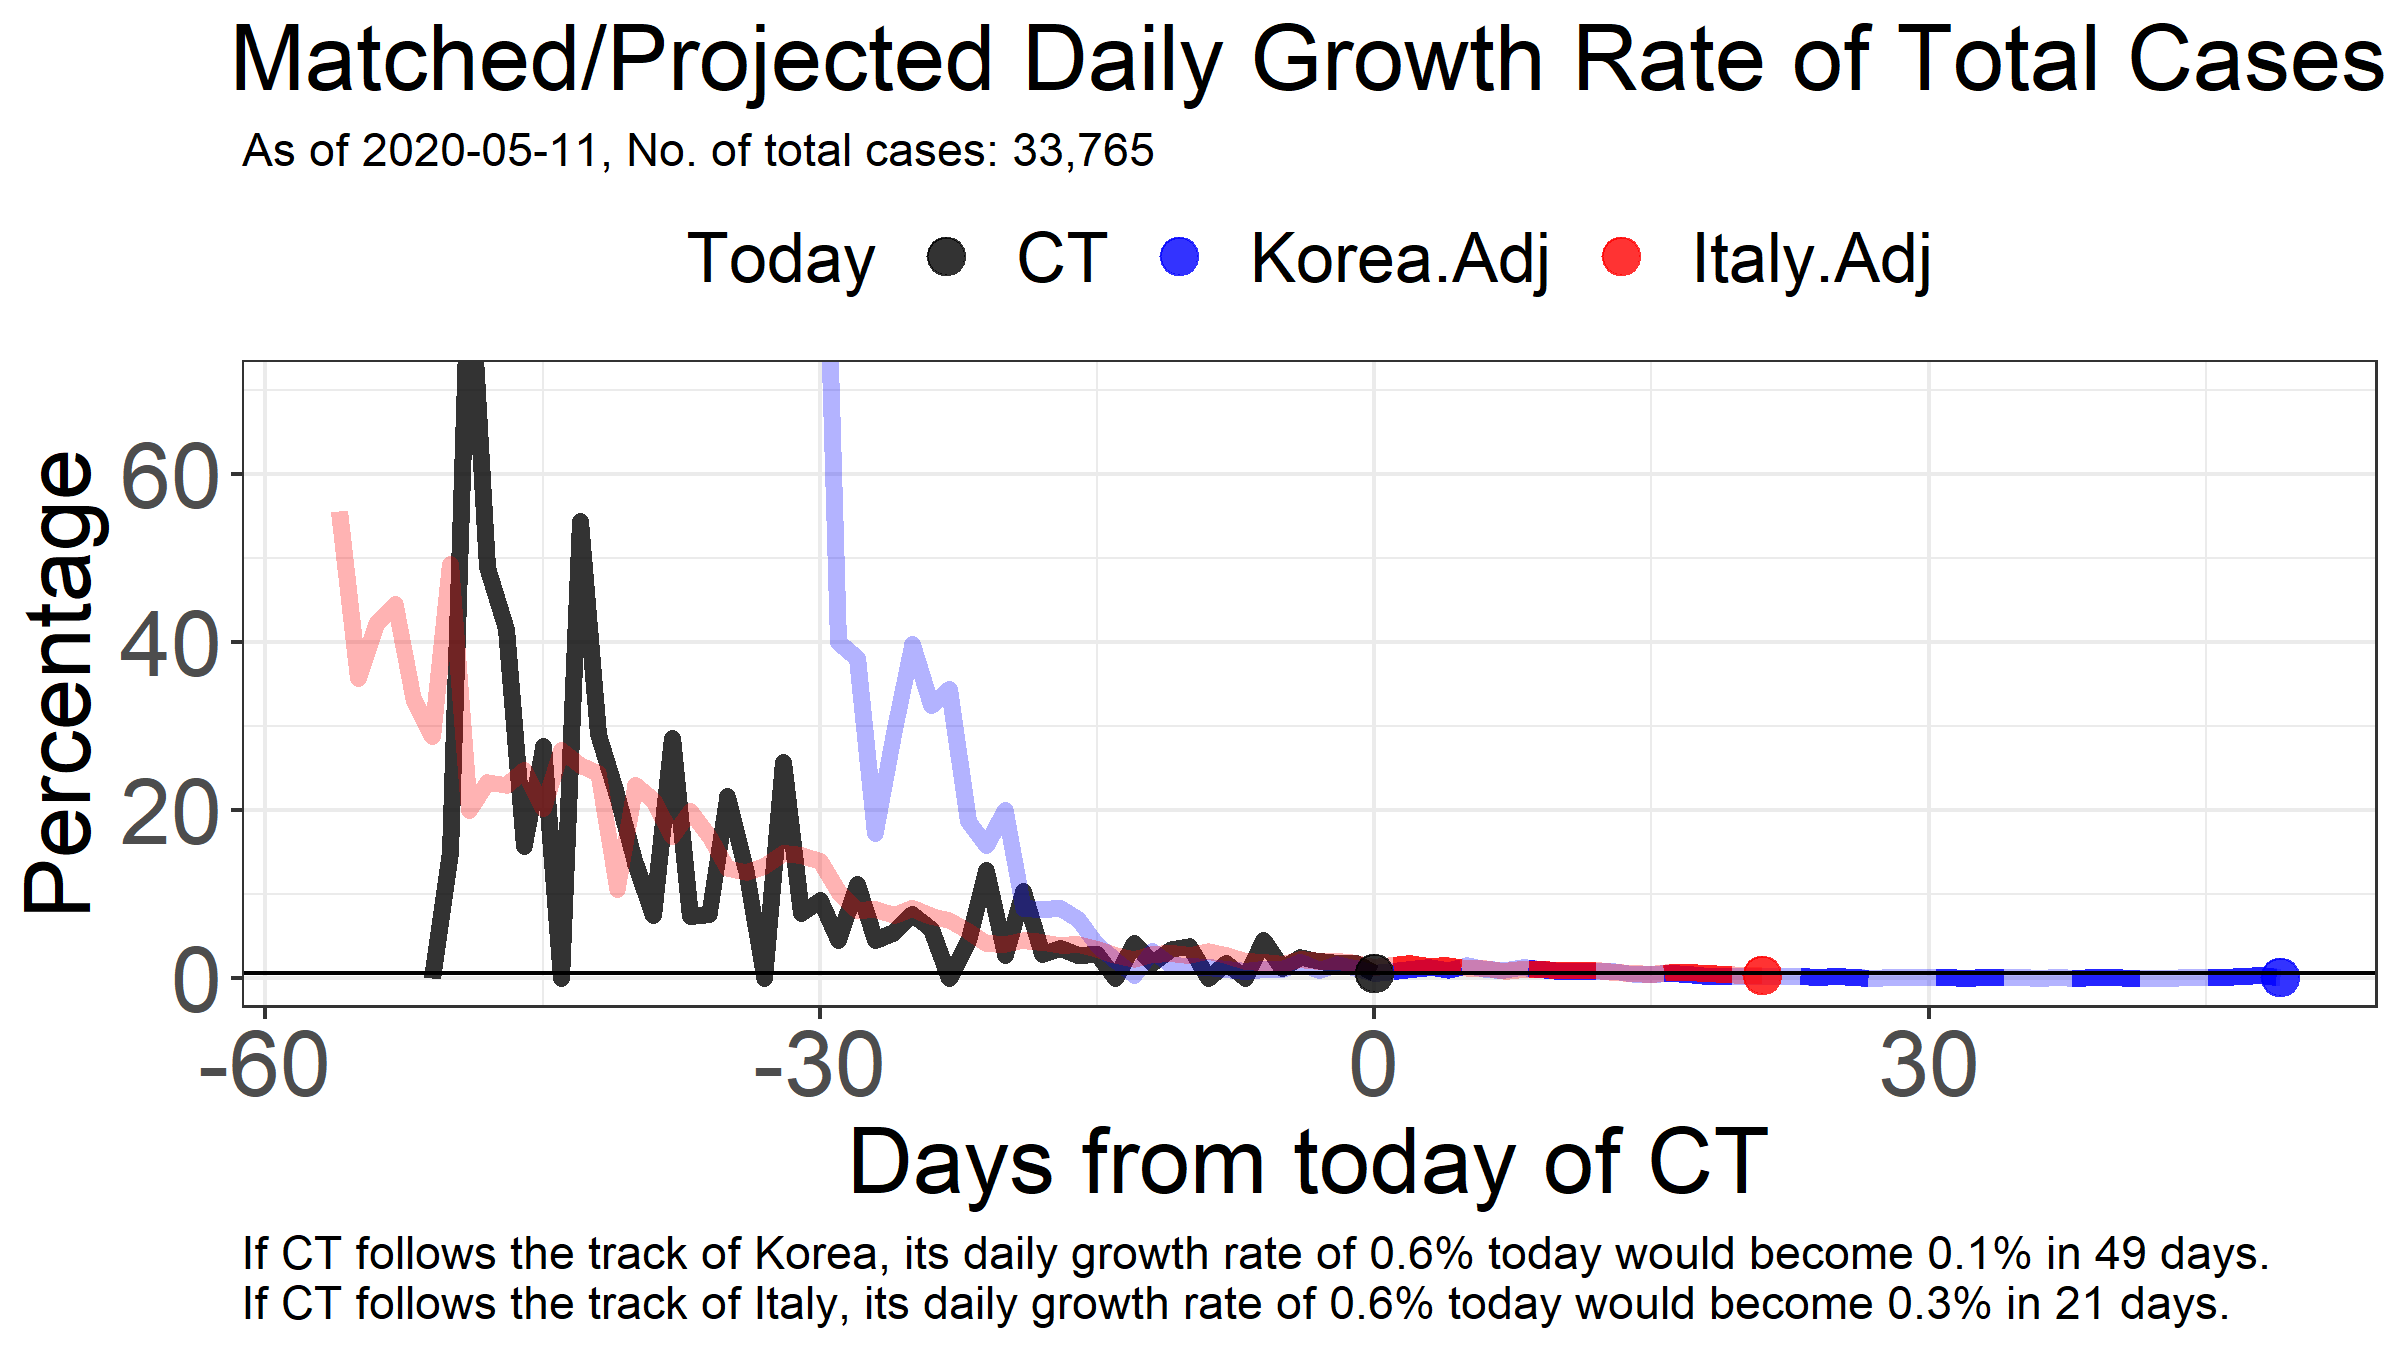 Matched/Projected Daily Growth Rate of Total Cases
As of 2020-05-11, No. of total cases: 33,765
Today CT Korea.Adj Italy.Adj
Percentage
60
40
20
0
-60 -30 0 30
Days from today of CT
If CT follows the track of Korea, its daily growth rate of 0.6% today would become 0.1% in 49 days.
If CT follows the track of Italy, its daily growth rate of 0.6% today would become 0.3% in 21 days.